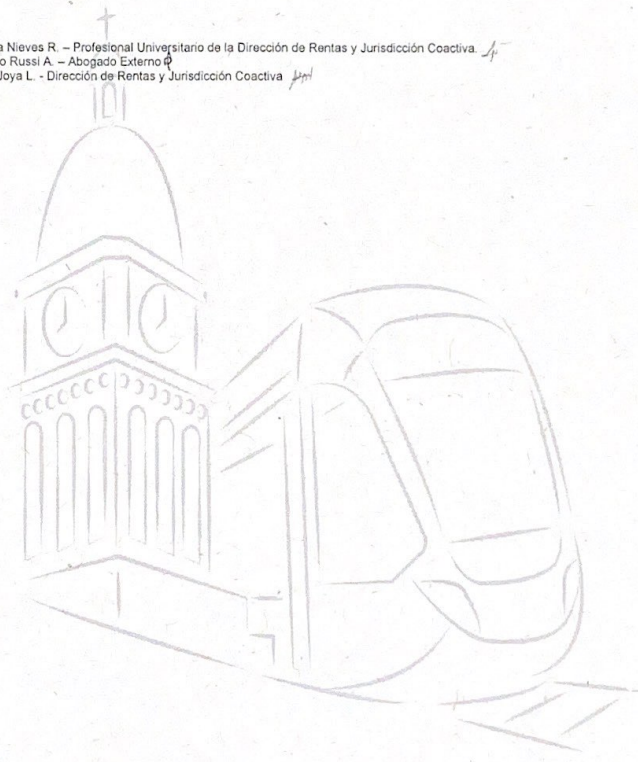 a Nieves R. – Profesional Universitario de la Dirección de Rentas y Jurisdicción Coactiva.
o Russi A. – Abogado Externo
Joya L. - Dirección de Rentas y Jurisdicción Coactiva